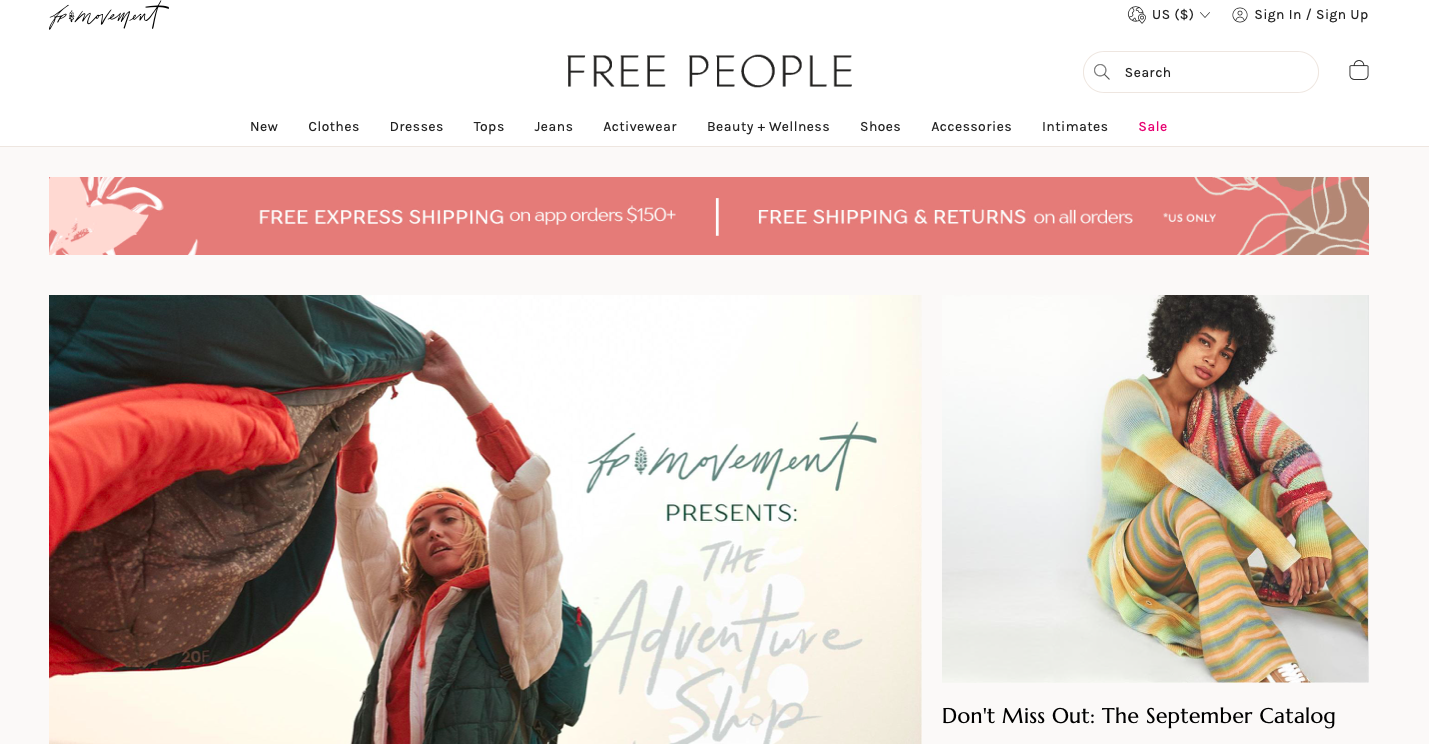 fp movement
US ($)
Sign In / Sign Up
FREE PEOPLE
Search
New Clothes Dresses Tops Jeans Activewear Beauty + Wellness Shoes Accessories Intimates Sale
FREE EXPRESS SHIPPING on app orders $150+ | FREE SHIPPING & RETURNS on all orders *US ONLY
fp movement
PRESENTS:
THE
Adventure
Shop
20F
Don't Miss Out: The September Catalog